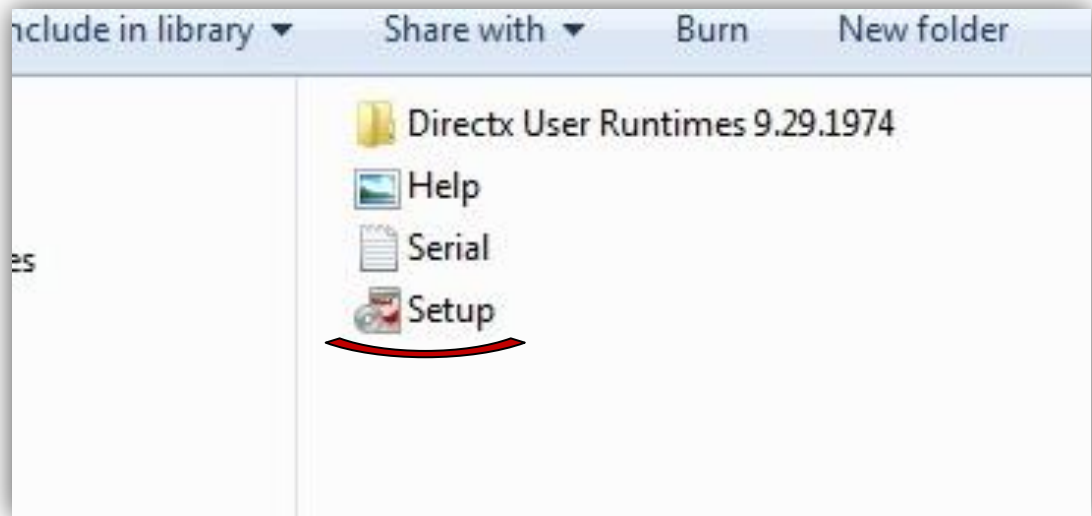 nclude in library Share with Burn New folder
Directx User Runtimes 9.29.1974
Help
Serial
es
Setup